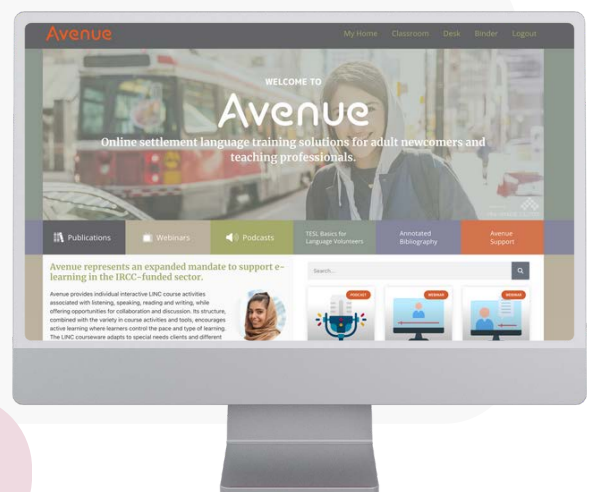 Avenue
My Home Classroom Desk Binder Logout
WELCOME TO
Avenue
Online settlement language training solutions for adult newcomers and
teaching professionals.
Publications
Webinars
Podcasts
TESL Basics for
Language Volunteers
Annotated
Bibliography
Avenue
Support
Avenue represents an expanded mandate to support e-
learning in the IRCC-funded sector.
Avenue provides individual interactive LINC course activities
associated with listening, speaking, reading and writing, while
offering opportunities for collaboration and discussion. Its structure,
combined with the variety in course activities and tools, encourages
active learning where learners control the pace and type of learning.
The LINC courseware adapts to special needs clients and different
Search...
PODCAST
WEBINAR
WEBINAR